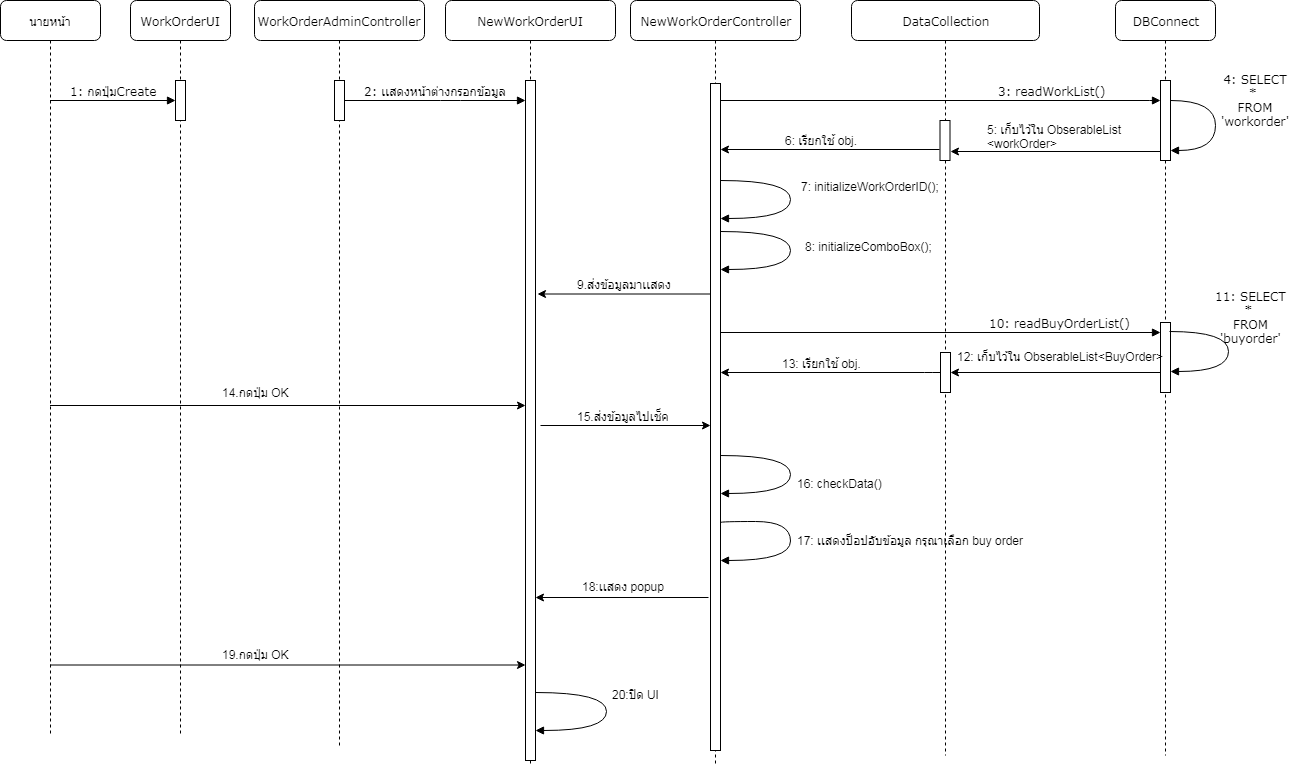 นายหน้า
WorkOrderUI
WorkOrderAdminController
NewWorkOrderUI
NewWorkOrderController
DataCollection
DBConnect
1: กดปุ่มCreate
2: แสดงหน้าต่างกรอกข้อมูล
3: readWorkList()
4: SELECT
*
FROM
'workorder'
5: เก็บไว้ใน ObserableList
<workOrder>
6: เรียกใช้ obj.
7: initializeWorkOrderID();
8: initializeComboBox();
9.ส่งข้อมูลมาแสดง
10: readBuyOrderList()
11: SELECT
*
FROM
'buyorder'
12: เก็บไว้ใน ObserableList<BuyOrder>
13: เรียกใช้ obj.
14.กดปุ่ม OK
15.ส่งข้อมูลไปเช็ค
16: checkData()
17: แสดงป็อปอับข้อมูล กรุณาเลือก buy order
18:แสดง popup
19.กดปุ่ม OK
20:ปิด UI